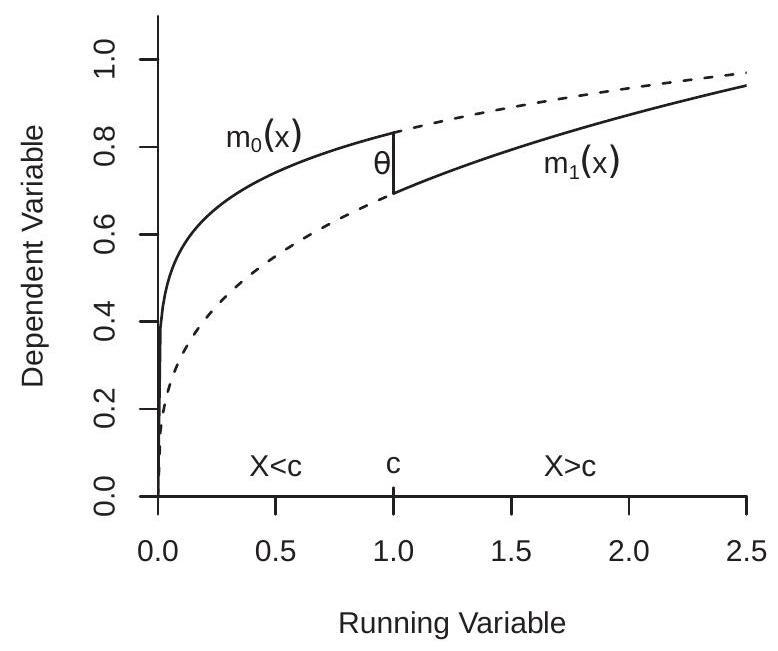 Dependent Variable
1.0
0.8
0.6
0.4
0.2
0.0
m₀(x)
θ
m₁(x)
X<c
c
X>c
0.0 0.5 1.0 1.5 2.0 2.5
Running Variable